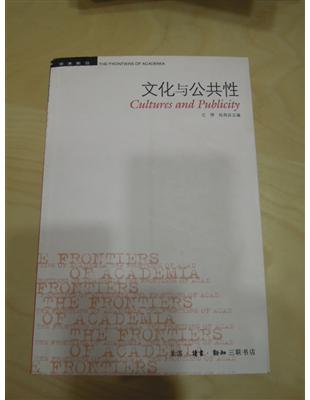 学术前沿 THE FRONTIERS OF ACADEMIA
文化与公共性
Cultures and Publicity
汪 晖 陈燕谷主编
HE FRONTIERS
OF ACADEMIA
THE FRONTIERS
OF ACADEMIA
生活·讀書·新知三联书店